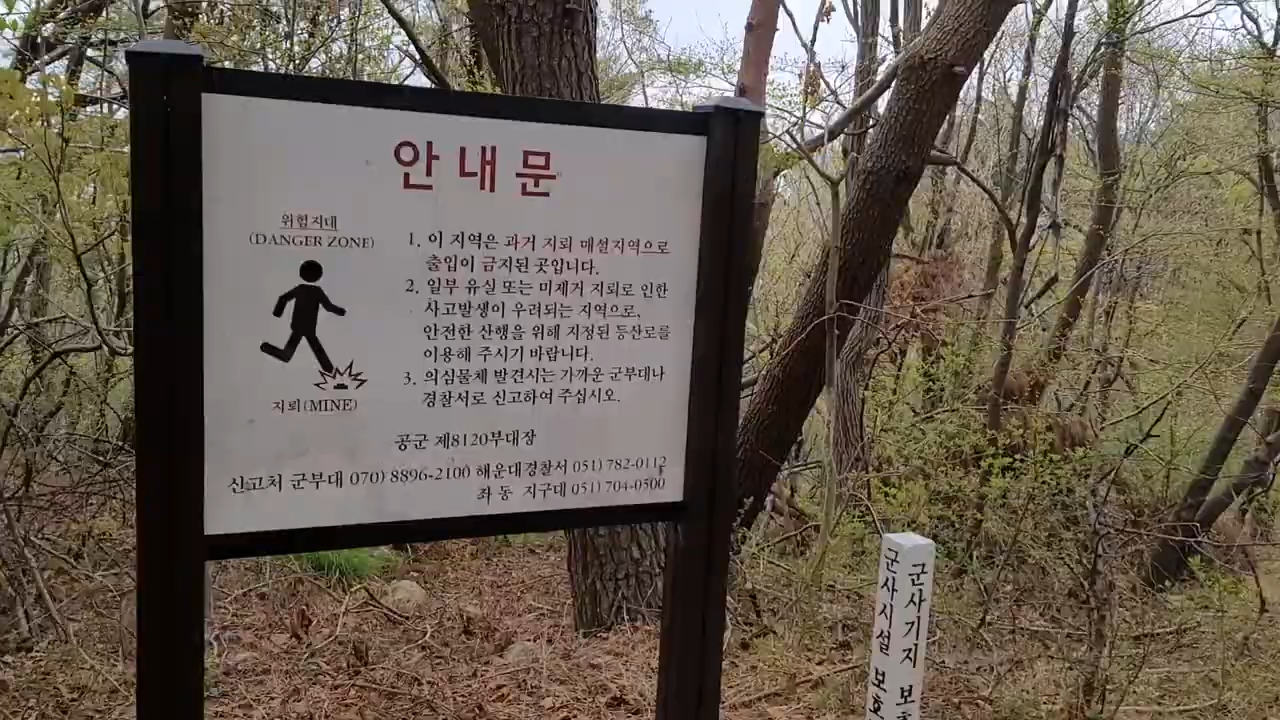 안내문
위험지대
(DANGER ZONE)
지뢰(MINE)
1. 이 지역은 과거 지뢰 매설지역으로
출입이 금지된 곳입니다.
2. 일부 유실 또는 미제거 지뢰로 인한
사고발생이 우려되는 지역으로,
안전한 산행을 위해 지정된 등산로를
이용해 주시기 바랍니다.
3. 의심물체 발견시는 가까운 군부대나
경찰서로 신고하여 주십시오.
공군 제8120부대장
신고처 군부대 070) 8896-2100 해운대경찰서 051) 782-0112
좌동 지구대 051) 704-0500
군사시설 보호
군사기지 보호